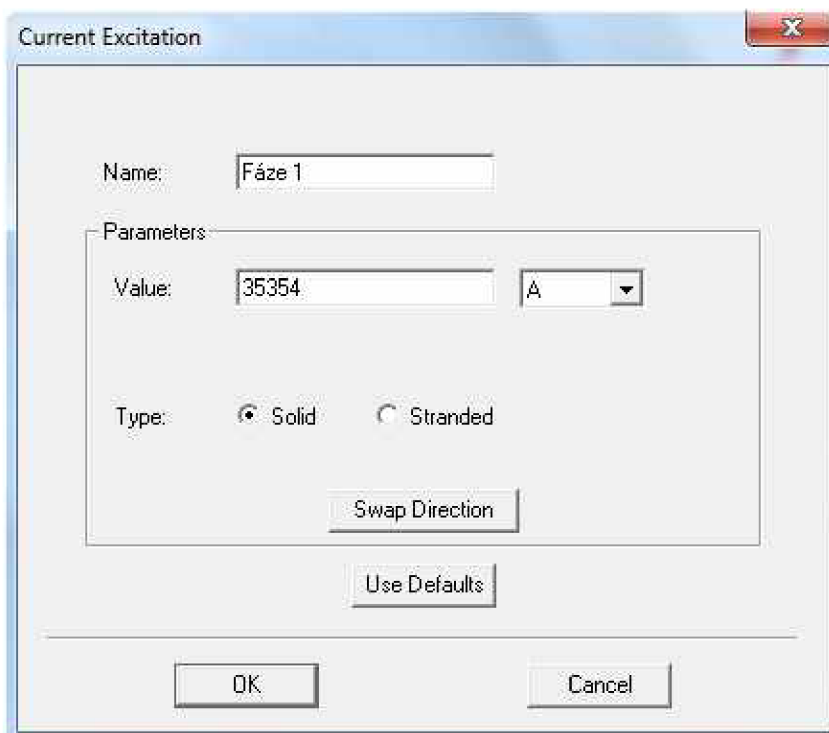 Current Excitation
Name: Fáze 1
Parameters
Value: 35354 A
Type: Solid Stranded
Swap Direction
Use Defaults
OK Cancel